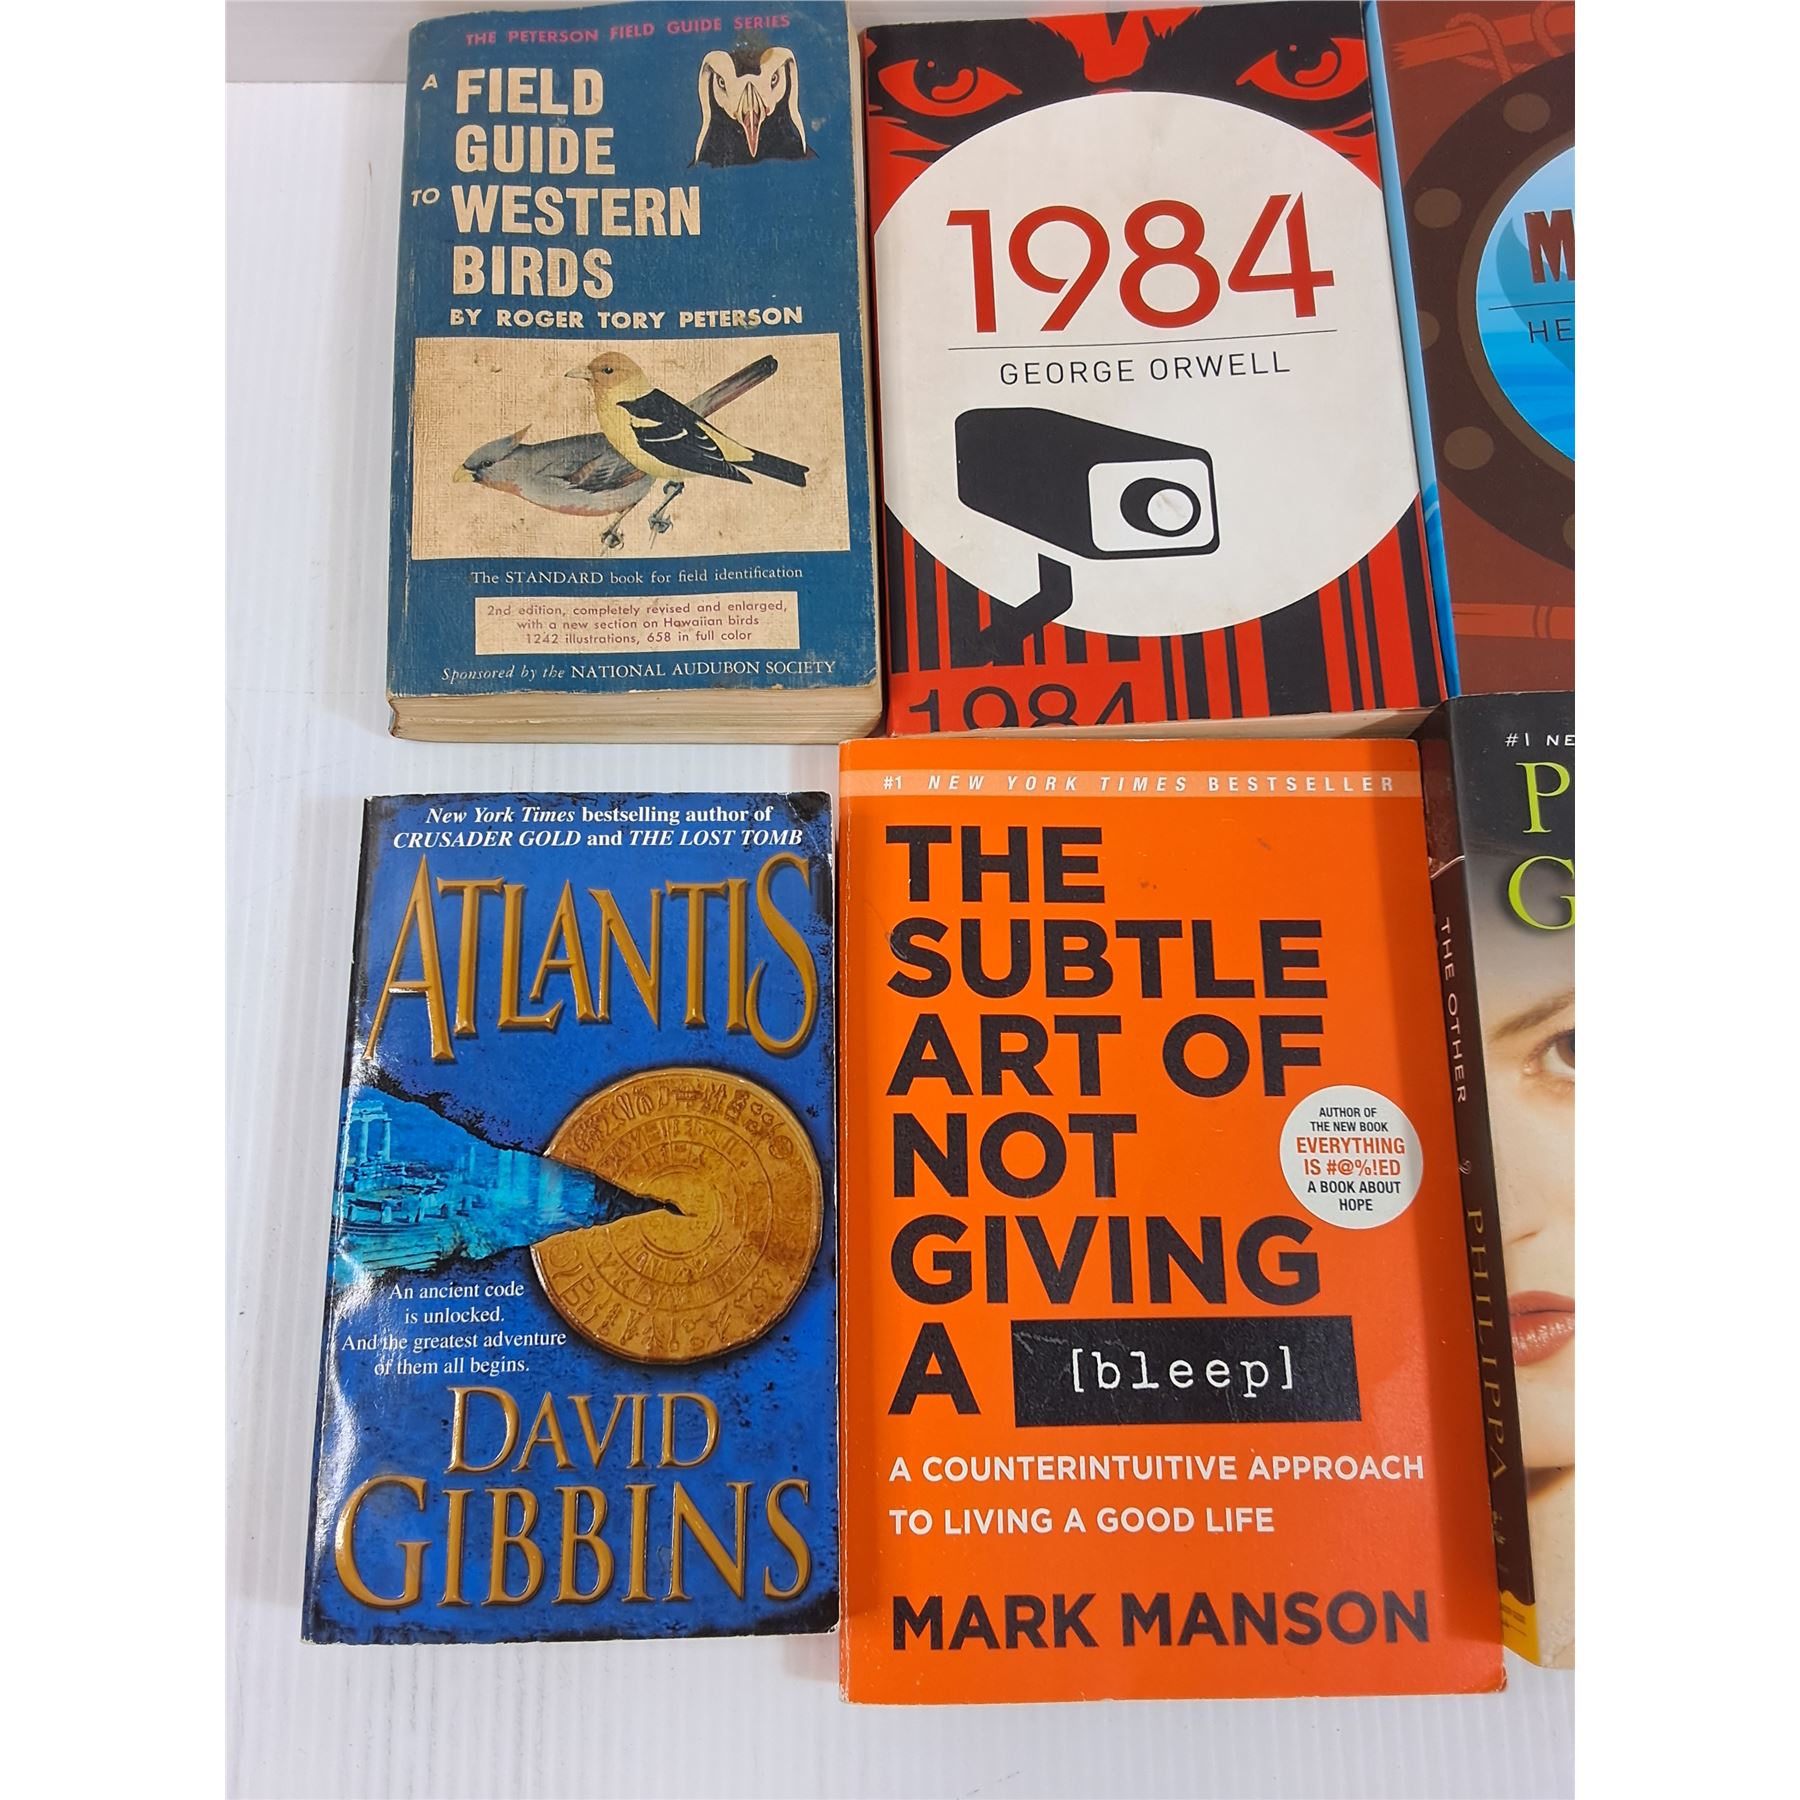 THE PETERSON FIELD GUIDE SERIES
A FIELD
GUIDE
TO WESTERN
BIRDS
BY ROGER TORY PETERSON
The STANDARD book for field identification
2nd edition, completely revised and enlarged,
with a new section on Hawaiian birds
1242 illustrations, 658 in full color
Sponsored by the NATIONAL AUDUBON SOCIETY
1984
GEORGE ORWELL
1984
M
HE
New York Times bestselling author of
CRUSADER GOLD and THE LOST TOMB
ATLANTIS
An ancient code
is unlocked.
And the greatest adventure
of them all begins.
DAVID
GIBBINS
#1 NEW YORK TIMES BESTSELLER
THE
SUBTLE
ART OF
NOT
GIVING
A [bleep]
AUTHOR OF
THE NEW BOOK
EVERYTHING
IS #@%!ED
A BOOK ABOUT
HOPE
A COUNTERINTUITIVE APPROACH
TO LIVING A GOOD LIFE
MARK MANSON
THE OTHER
PHILIPPA
#1 NE
P
G